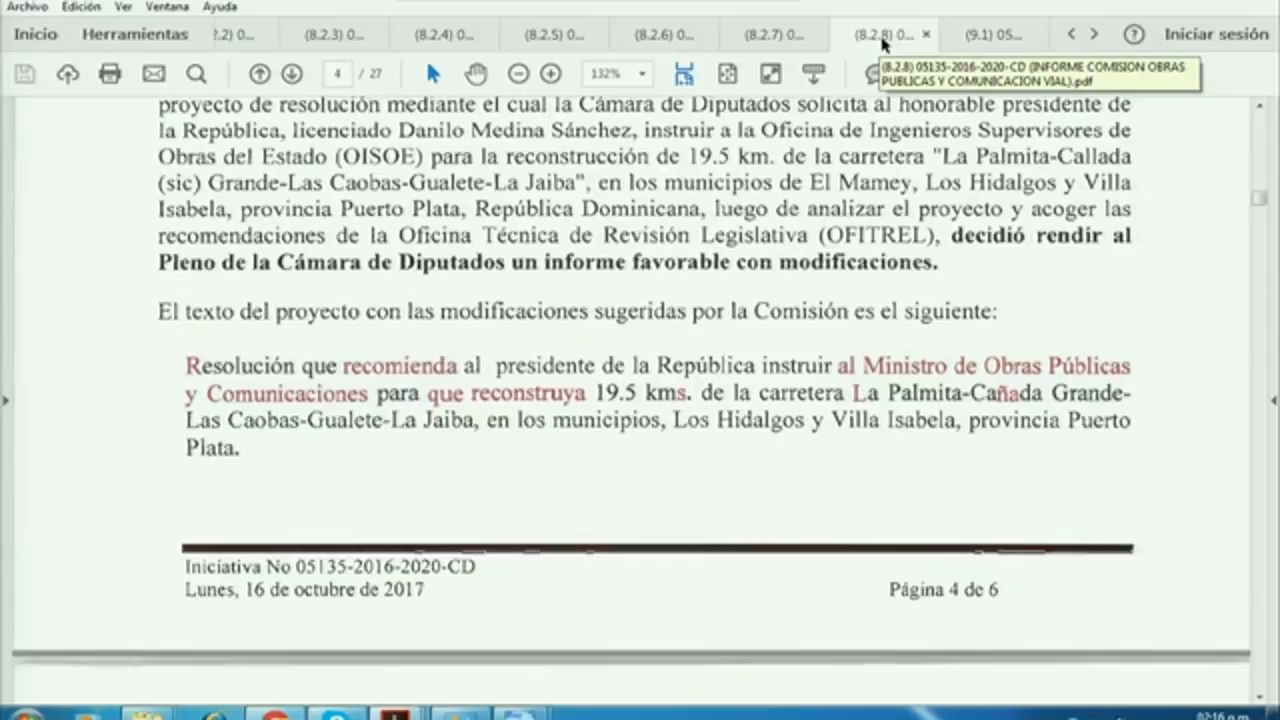 Archivo Edición Ver Ventana Ayuda
Inicio Herramientas .2) 0... (8.2.3) 0... (8.2.4) 0... (8.2.5) 0... (8.2.6) 0... (8.2.7) 0... (8.2.8) 0... × (9.1) 05... Iniciar sesión
4 / 27 132%
(8.2.8) 05135-2016-2020-CD (INFORME COMISION OBRAS
PUBLICAS Y COMUNICACION VIAL).pdf
proyecto de resolución mediante el cual la Cámara de Diputados solicita al honorable presidente de
la República, licenciado Danilo Medina Sánchez, instruir a la Oficina de Ingenieros Supervisores de
Obras del Estado (OISOE) para la reconstrucción de 19.5 km. de la carretera "La Palmita-Callada
(sic) Grande-Las Caobas-Gualete-La Jaiba", en los municipios de El Mamey, Los Hidalgos y Villa
Isabela, provincia Puerto Plata, República Dominicana, luego de analizar el proyecto y acoger las
recomendaciones de la Oficina Técnica de Revisión Legislativa (OFITREL), decidió rendir al
Pleno de la Cámara de Diputados un informe favorable con modificaciones.
El texto del proyecto con las modificaciones sugeridas por la Comisión es el siguiente:
Resolución que recomienda al presidente de la República instruir al Ministro de Obras Públicas
y Comunicaciones para que reconstruya 19.5 kms. de la carretera La Palmita-Cañada Grande-
Las Caobas-Gualete-La Jaiba, en los municipios, Los Hidalgos y Villa Isabela, provincia Puerto
Plata.
Iniciativa No 05135-2016-2020-CD
Lunes, 16 de octubre de 2017 Página 4 de 6
02:16 p.m.